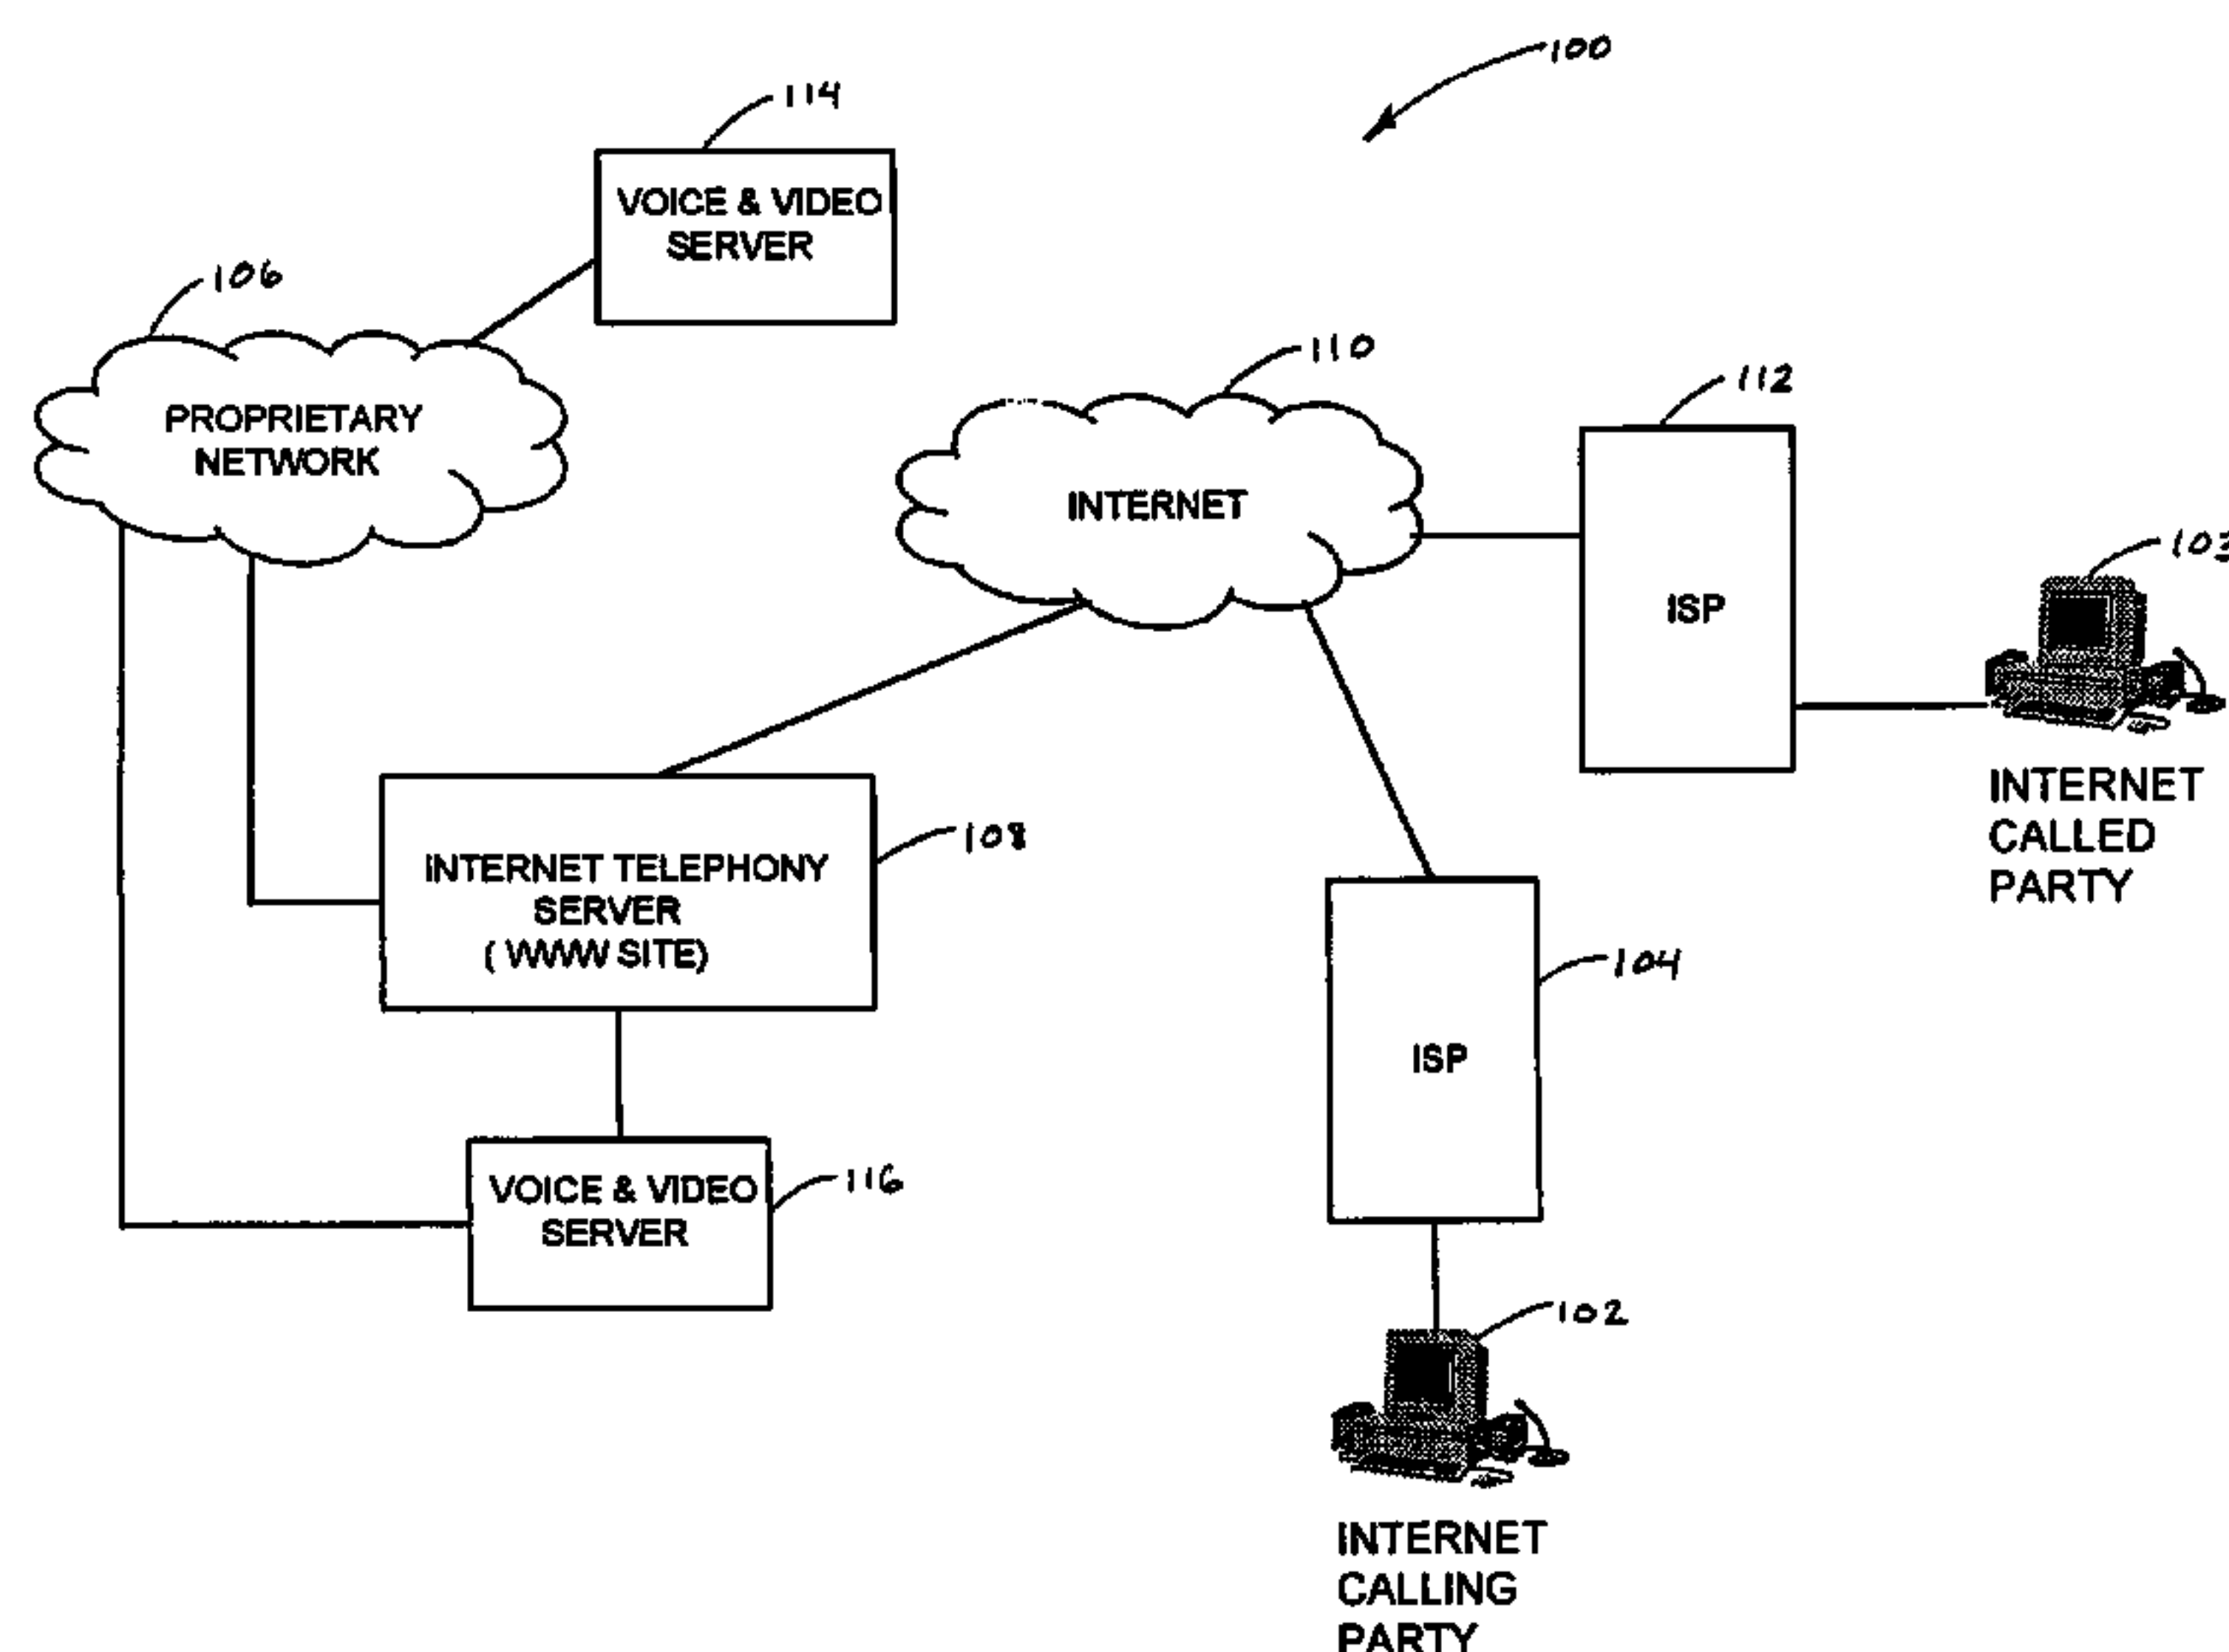 100
114
VOICE & VIDEO
SERVER
106
PROPRIETARY
NETWORK
110
INTERNET
112
ISP
103
INTERNET
CALLED
PARTY
108
INTERNET TELEPHONY
SERVER
( WWW SITE)
104
ISP
116
VOICE & VIDEO
SERVER
102
INTERNET
CALLING
PARTY